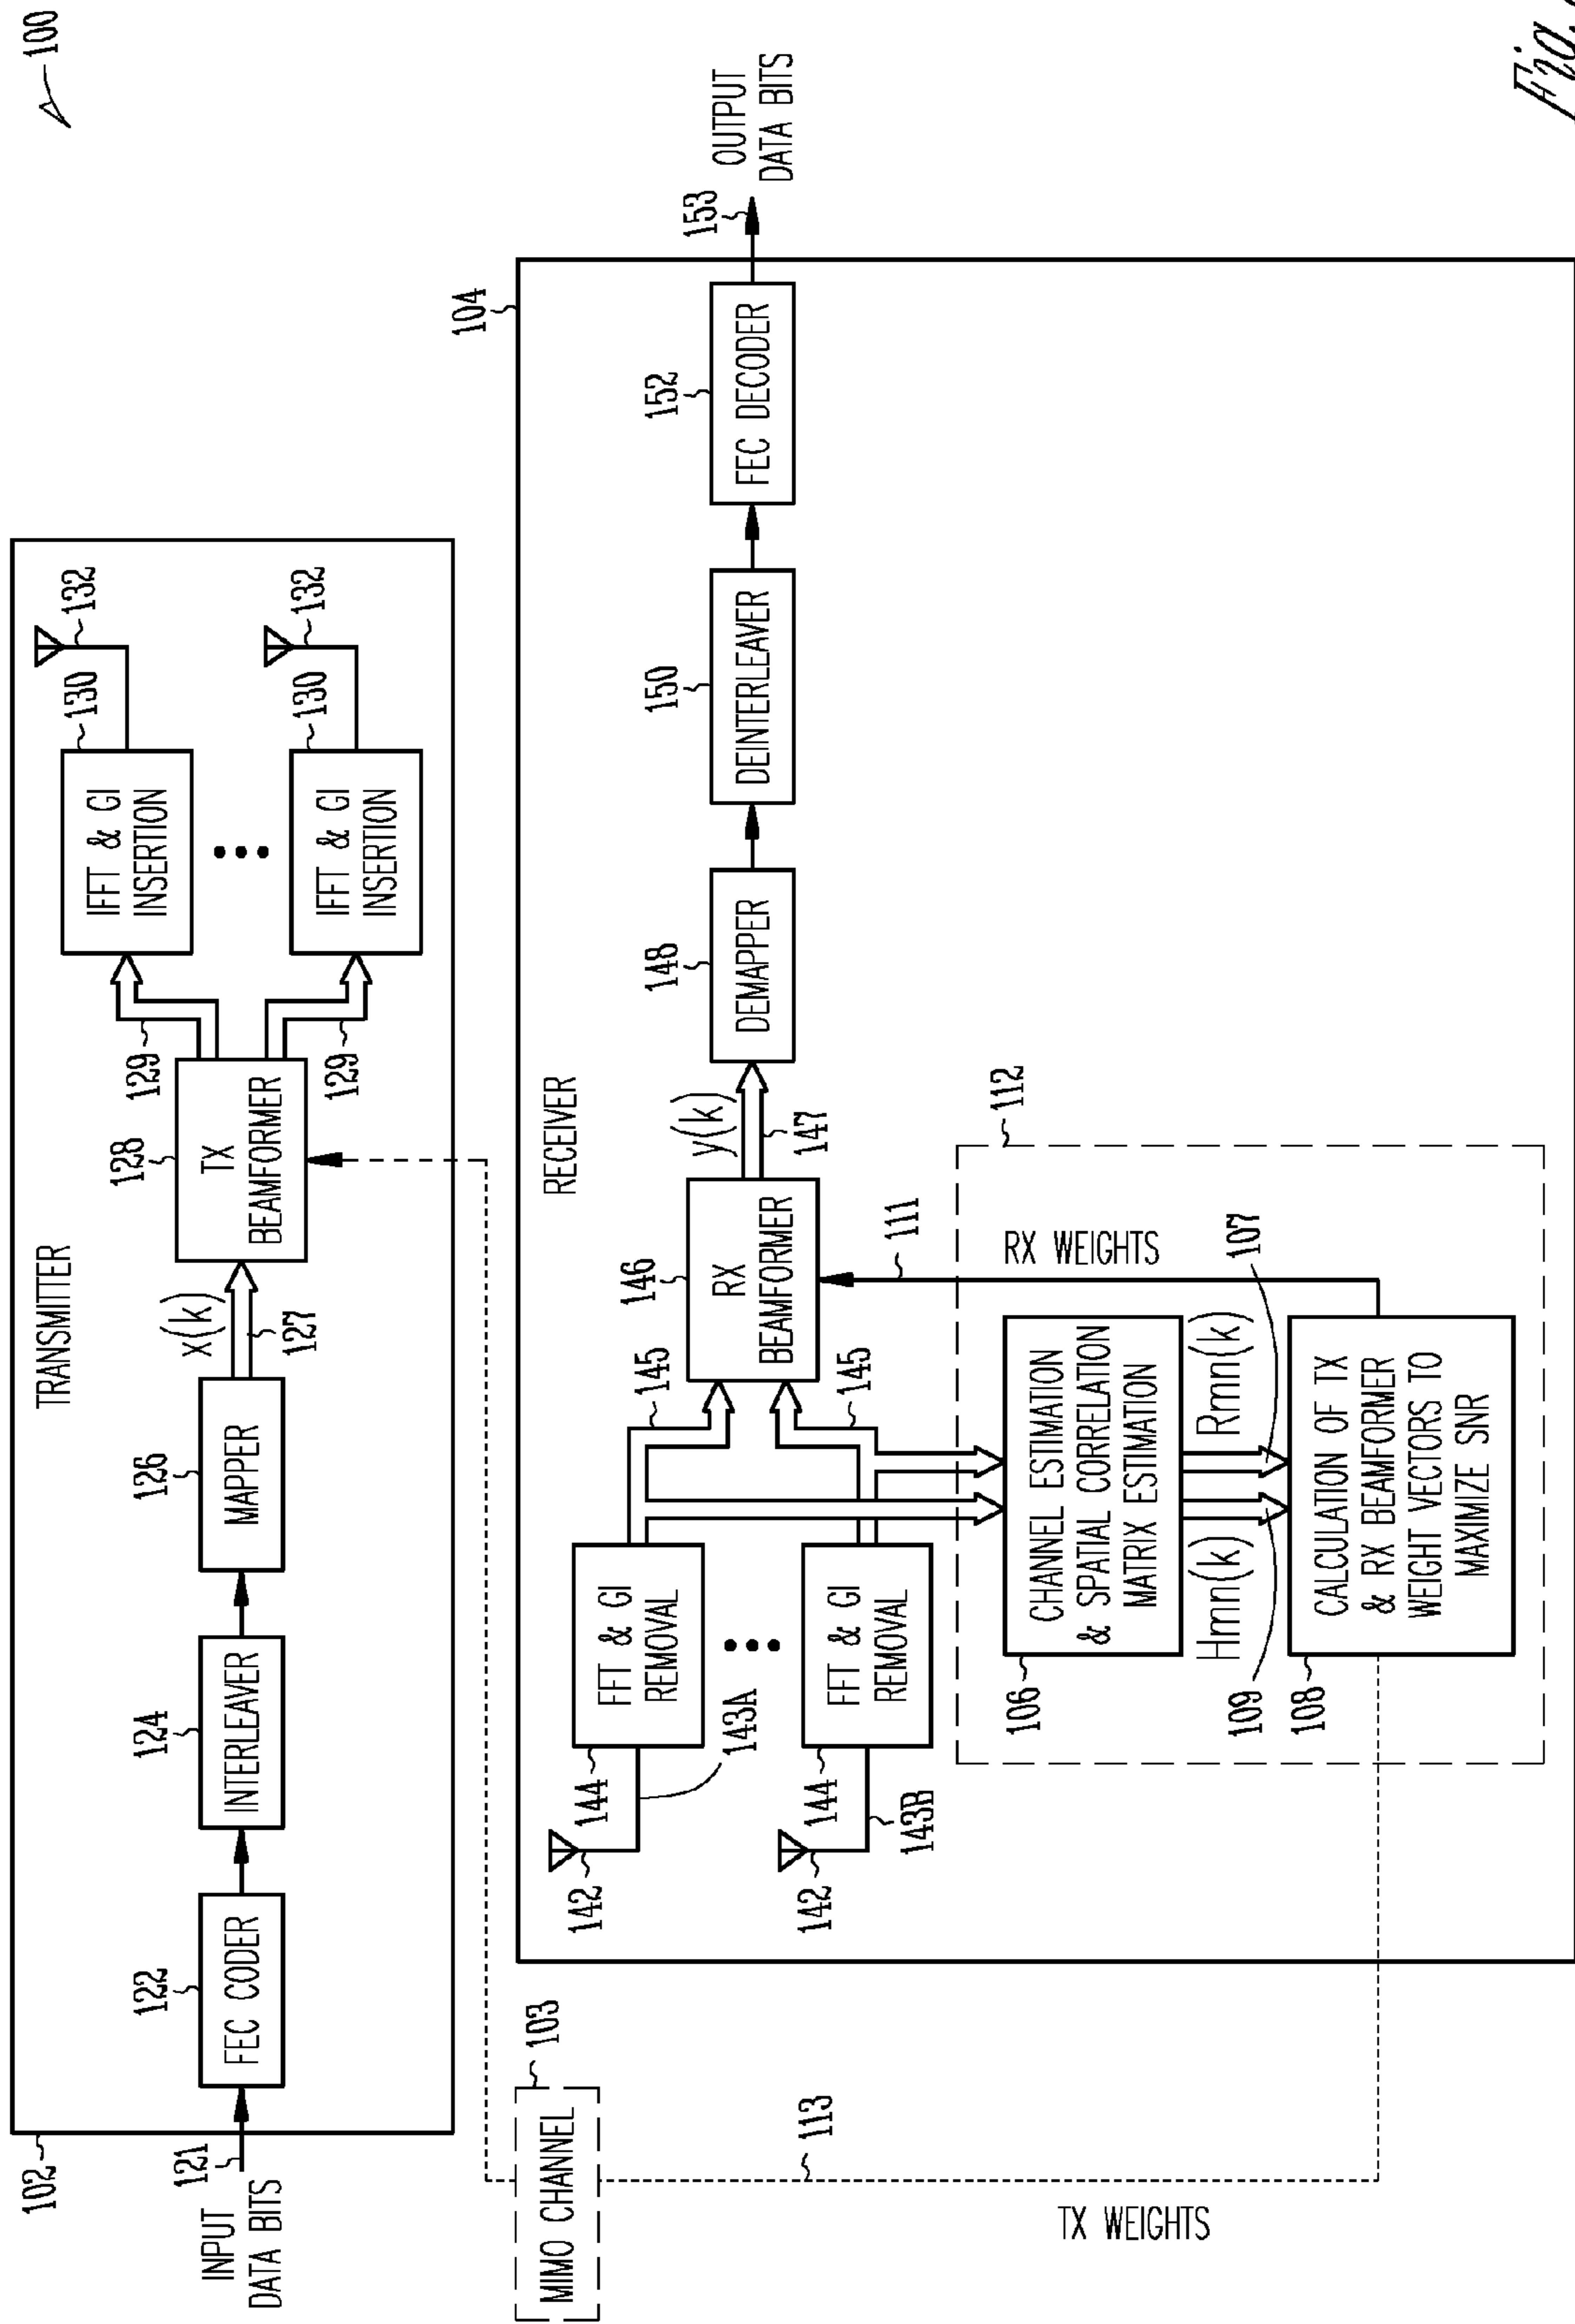 100
TRANSMITTER
102
INPUT
DATA BITS
121
FEC CODER
122
INTERLEAVER
124
MAPPER
126
x(k)
127
TX
BEAMFORMER
128
129
129
IFFT & GI
INSERTION
130
132
IFFT & GI
INSERTION
130
132
MIMO CHANNEL
103
113
TX WEIGHTS
RECEIVER
104
142
143A
FFT & GI
REMOVAL
144
142
143B
FFT & GI
REMOVAL
144
145
145
RX
BEAMFORMER
146
y(k)
147
DEMAPPER
148
DEINTERLEAVER
150
FEC DECODER
152
153
OUTPUT
DATA BITS
111
RX WEIGHTS
112
CHANNEL ESTIMATION
& SPATIAL CORRELATION
MATRIX ESTIMATION
106
Hmn(k)
109
Rmn(k)
107
CALCULATION OF TX
& RX BEAMFORMER
WEIGHT VECTORS TO
MAXIMIZE SNR
108
Fig.